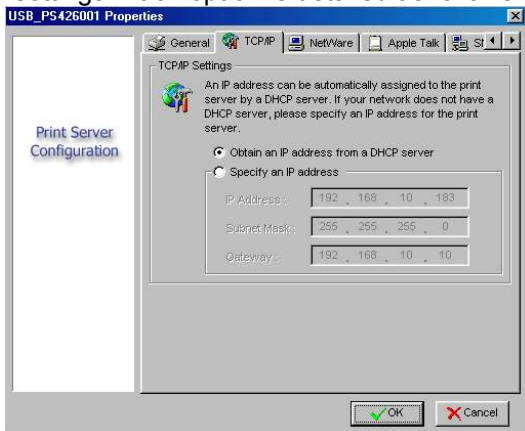 USB_PS426001 Properties
General
TCP/IP
NetWare
Apple Talk
TCP/IP Settings
An IP address can be automatically assigned to the print
server by a DHCP server. If your network does not have a
DHCP server, please specify an IP address for the print
server.
Print Server
Configuration
Obtain an IP address from a DHCP server
Specify an IP address
IP Address :
192 . 168 . 10 . 183
Subnet Mask :
255 . 255 . 255 . 0
Gateway :
192 . 168 . 10 . 10
OK
Cancel